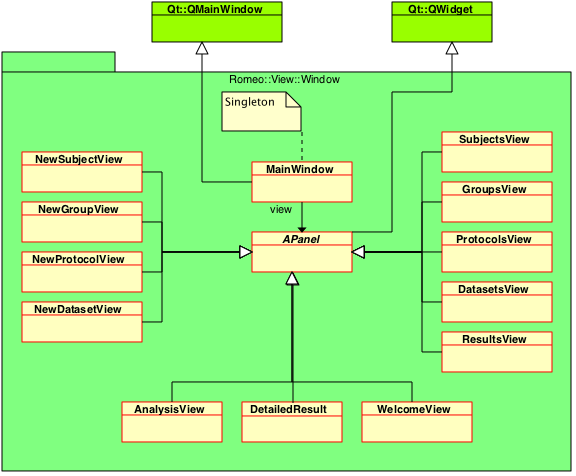 Qt::QMainWindow
Qt::QWidget
Romeo::View::Window
Singleton
MainWindow
view
APanel
NewSubjectView
NewGroupView
NewProtocolView
NewDatasetView
SubjectsView
GroupsView
ProtocolsView
DatasetsView
ResultsView
AnalysisView
DetailedResult
WelcomeView